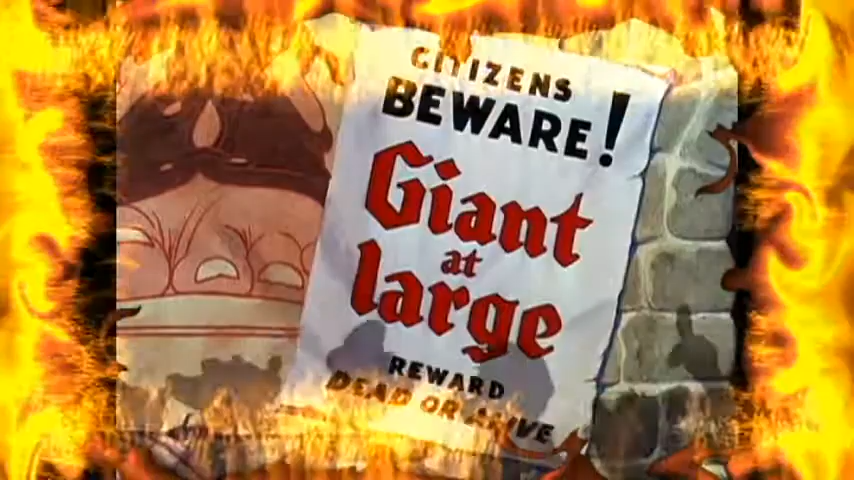 CITIZENS
BEWARE!
Giant
at
large
REWARD
DEAD OR ALIVE